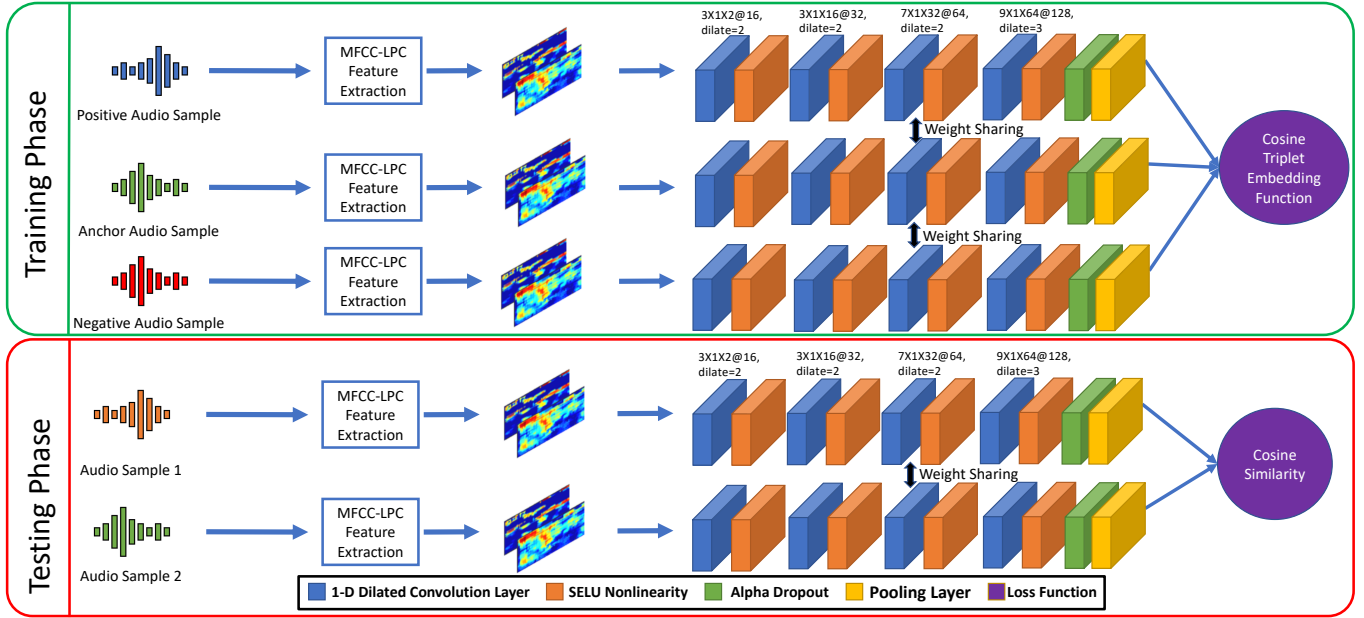 Training Phase
Positive Audio Sample
MFCC-LPC
Feature
Extraction
3X1X2@16,
dilate=2
3X1X16@32,
dilate=2
7X1X32@64,
dilate=2
9X1X64@128,
dilate=3
Weight Sharing
Anchor Audio Sample
MFCC-LPC
Feature
Extraction
Weight Sharing
Negative Audio Sample
MFCC-LPC
Feature
Extraction
Cosine
Triplet
Embedding
Function
Testing Phase
Audio Sample 1
MFCC-LPC
Feature
Extraction
3X1X2@16,
dilate=2
3X1X16@32,
dilate=2
7X1X32@64,
dilate=2
9X1X64@128,
dilate=3
Weight Sharing
Audio Sample 2
MFCC-LPC
Feature
Extraction
Cosine
Similarity
1-D Dilated Convolution Layer
SELU Nonlinearity
Alpha Dropout
Pooling Layer
Loss Function